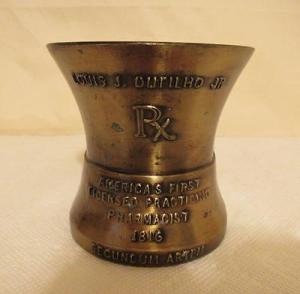 LOUIS J. DUFILHO JR
Rx
AMERICA'S FIRST
LICENSED PRACTICING
PHARMACIST
1816
SECUNDUM ARTEM